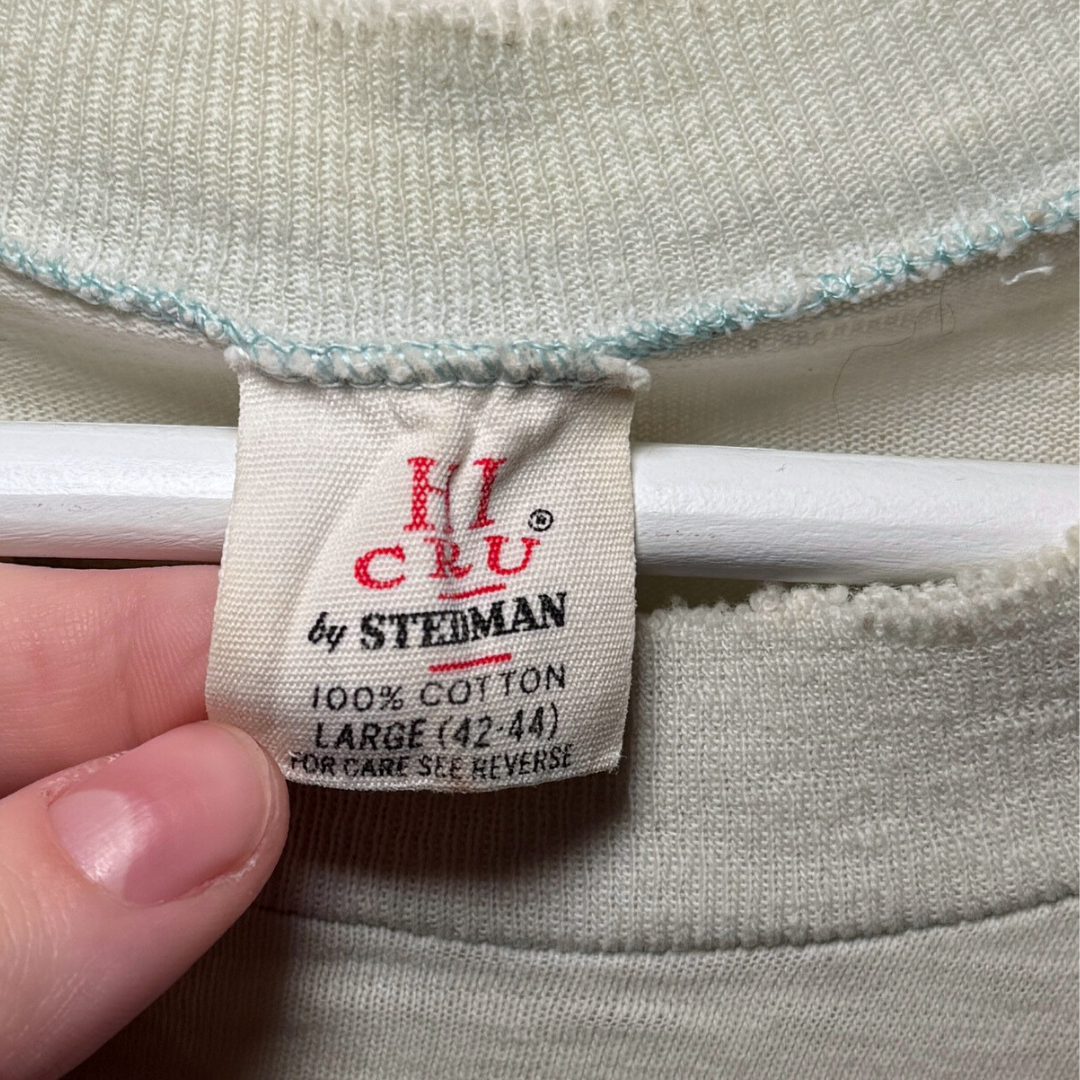 HI
CRU®
by STEDMAN
100% COTTON
LARGE (42-44)
FOR CARE SEE REVERSE